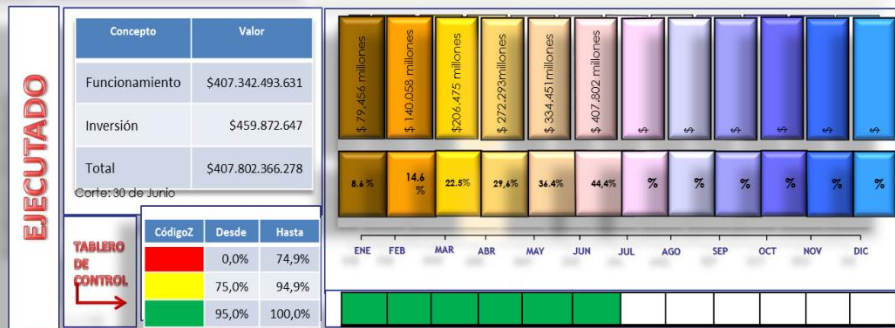 EJECUTADO
Concepto Valor
Funcionamiento $407.342.493.631
Inversión $459.872.647
Total $407.802.366.278
Corte: 30 de Junio
TABLERO
DE
CONTROL
CódigoZ Desde Hasta
0,0% 74,9%
75,0% 94,9%
95,0% 100,0%
$ 79,456 millones
$ 140.058 millones
$206.475 millones
$ 272.293millones
$ 334.451millones
$ 407.802 millones
$ $ $ $ $ $
8.6 % 14.6 % 22.5% 29,6% 36.4% 44,4% % % % % % %
ENE FEB MAR ABR MAY JUN JUL AGO SEP OCT NOV DIC